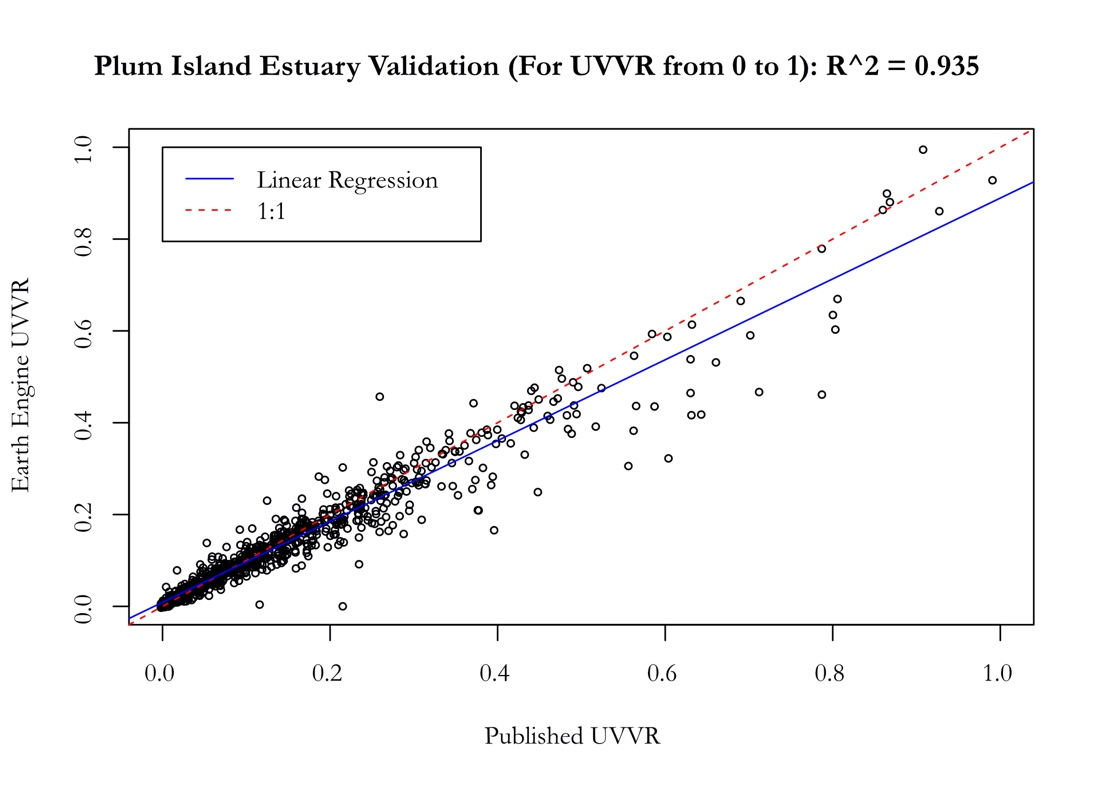 Plum Island Estuary Validation (For UVVR from 0 to 1): R^2 = 0.935
Linear Regression
1:1
Earth Engine UVVR
1.0
0.8
0.6
0.4
0.2
0.0
0.0 0.2 0.4 0.6 0.8 1.0
Published UVVR